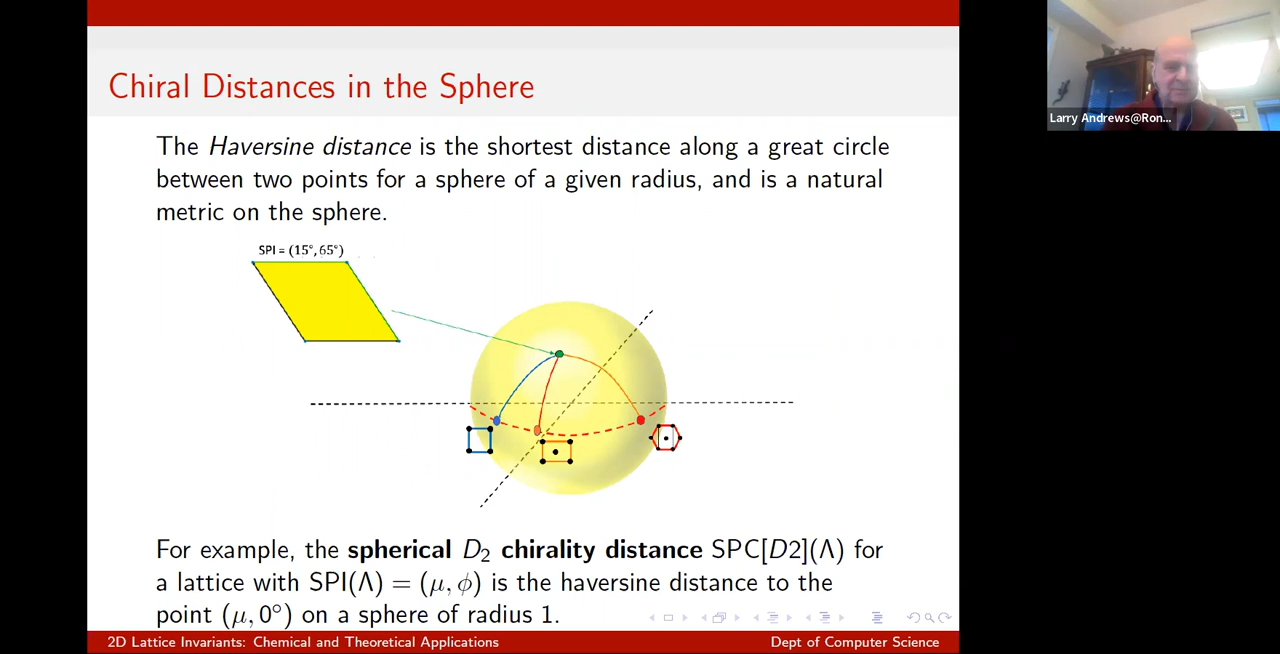 Chiral Distances in the Sphere
Larry Andrews@Ron...
The Haversine distance is the shortest distance along a great circle
between two points for a sphere of a given radius, and is a natural
metric on the sphere.
SPI = (15°, 65°)
For example, the spherical D₂ chirality distance SPC[D2](Λ) for
a lattice with SPI(Λ) = (μ, ϕ) is the haversine distance to the
point (μ, 0°) on a sphere of radius 1.
2D Lattice Invariants: Chemical and Theoretical Applications
Dept of Computer Science